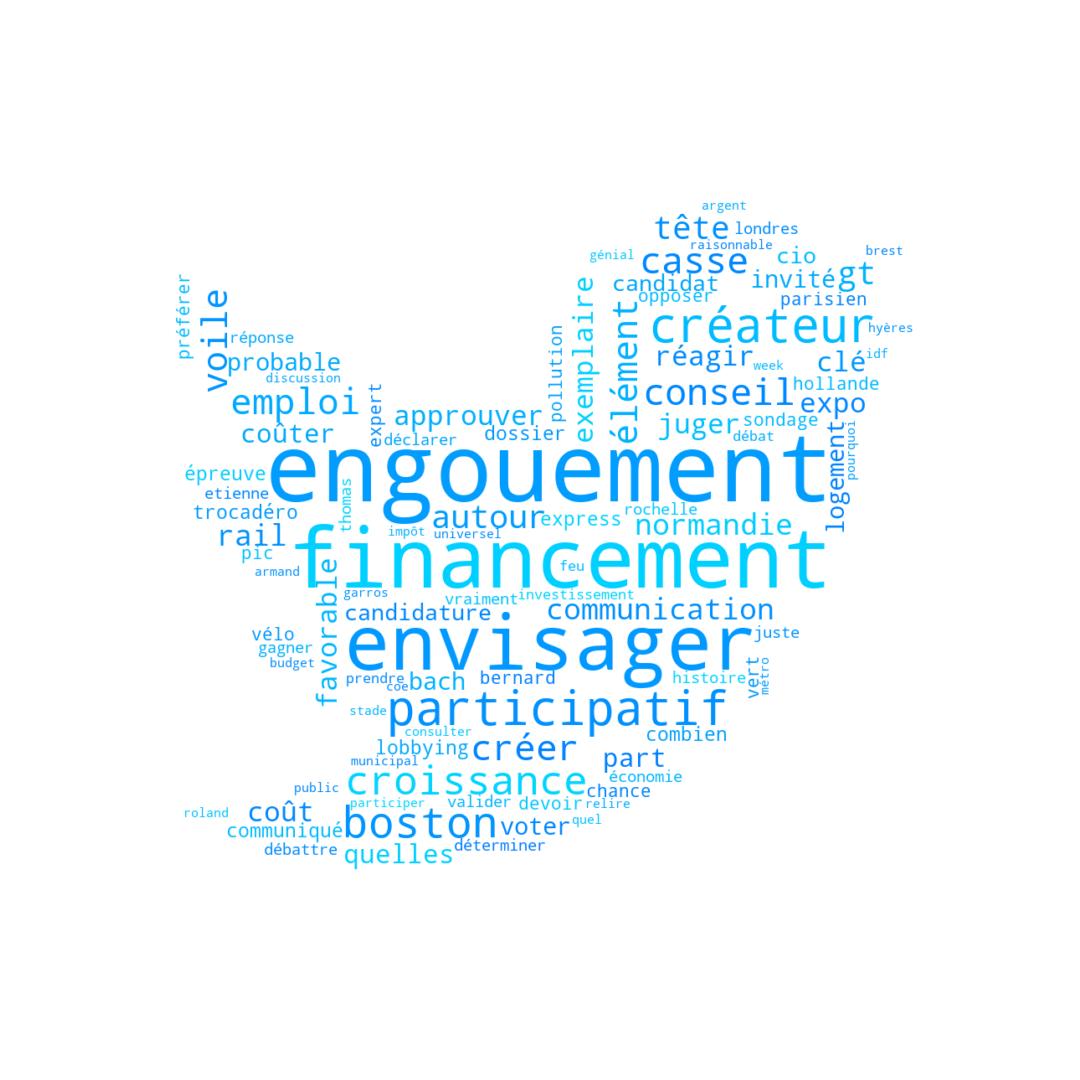 argent
tête
londres
génial
raisonnable
brest
casse
cio
candidat
invité
gt
opposer
parisien
préférer
voile
exemplaire
élément
créateur
hyères
réponse
pollution
probable
réagir
clé
idf
week
discussion
hollande
emploi
expert
conseil
expo
approuver
juger
sondage
coûter
déclarer
dossier
débat
logement
pourquoi
engouement
épreuve
etienne
thomas
trocadéro
autour
express
rochelle
normandie
rail
impôt
universel
pic
financement
armand
feu
favorable
garros
vraiment
investissement
candidature
communication
vélo
juste
gagner
envisager
budget
prendre
coe
bach
bernard
histoire
vert
métro
stade
participatif
consulter
combien
lobbying
créer
part
municipal
croissance
économie
public
chance
roland
coût
participer
valider
devoir
relire
communiqué
boston
voter
quel
débattre
quelles
déterminer